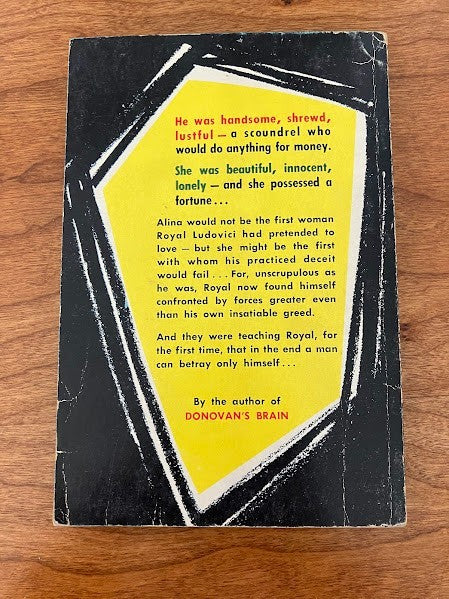 He was handsome, shrewd,
lustful — a scoundrel who
would do anything for money.
She was beautiful, innocent,
lonely — and she possessed a
fortune...
Alina would not be the first woman
Royal Ludovici had pretended to
love — but she might be the first
with whom his practiced deceit
would fail ... For, unscrupulous as
he was, Royal now found himself
confronted by forces greater even
than his own insatiable greed.
And they were teaching Royal, for
the first time, that in the end a man
can betray only himself...
By the author of
DONOVAN'S BRAIN